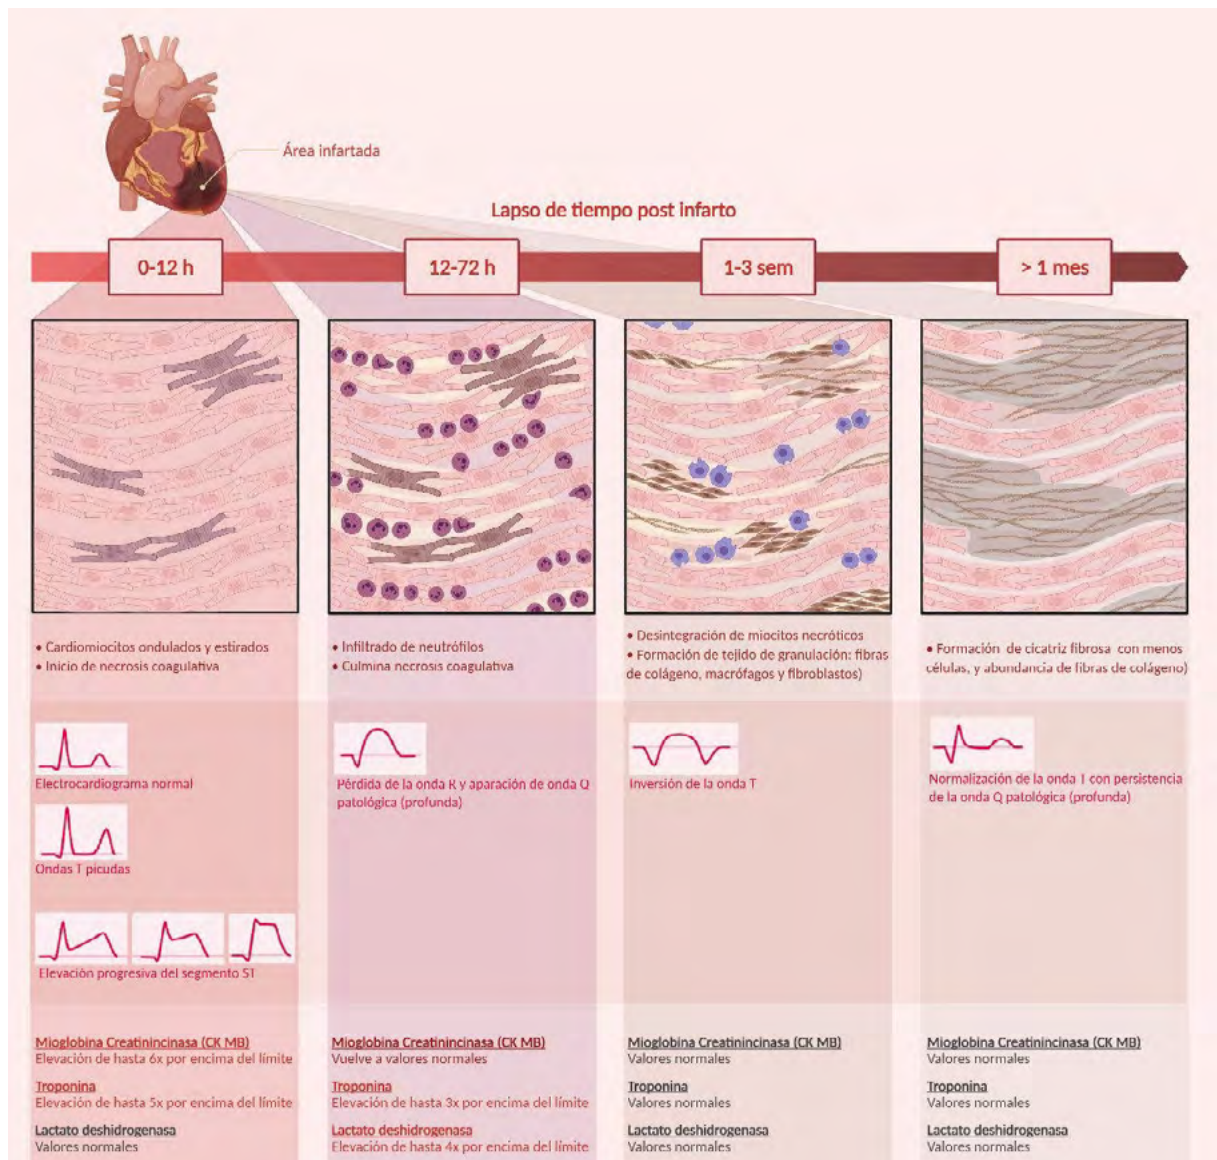 Área infartada
Lapso de tiempo post infarto
0-12 h
12-72 h
1-3 sem
> 1 mes
• Cardiomiocitos ondulados y estirados
• Inicio de necrosis coagulativa
• Infiltrado de neutrófilos
• Culmina necrosis coagulativa
• Desintegración de miocitos necróticos
• Formación de tejido de granulación: fibras
de colágeno, macrófagos y fibroblastos)
• Formación de cicatriz fibrosa con menos
células, y abundancia de fibras de colágeno)
Electrocardiograma normal
Ondas T picudas
Elevación progresiva del segmento ST
Pérdida de la onda R y aparación de onda Q
patológica (profunda)
Inversión de la onda T
Normalización de la onda T con persistencia
de la onda Q patológica (profunda)
Mioglobina Creatinincinasa (CK MB)
Elevación de hasta 6x por encima del límite
Troponina
Elevación de hasta 5x por encima del límite
Lactato deshidrogenasa
Valores normales
Mioglobina Creatinincinasa (CK MB)
Vuelve a valores normales
Troponina
Elevación de hasta 3x por encima del límite
Lactato deshidrogenasa
Elevación de hasta 4x por encima del límite
Mioglobina Creatinincinasa (CK MB)
Valores normales
Troponina
Valores normales
Lactato deshidrogenasa
Valores normales
Mioglobina Creatinincinasa (CK MB)
Valores normales
Troponina
Valores normales
Lactato deshidrogenasa
Valores normales